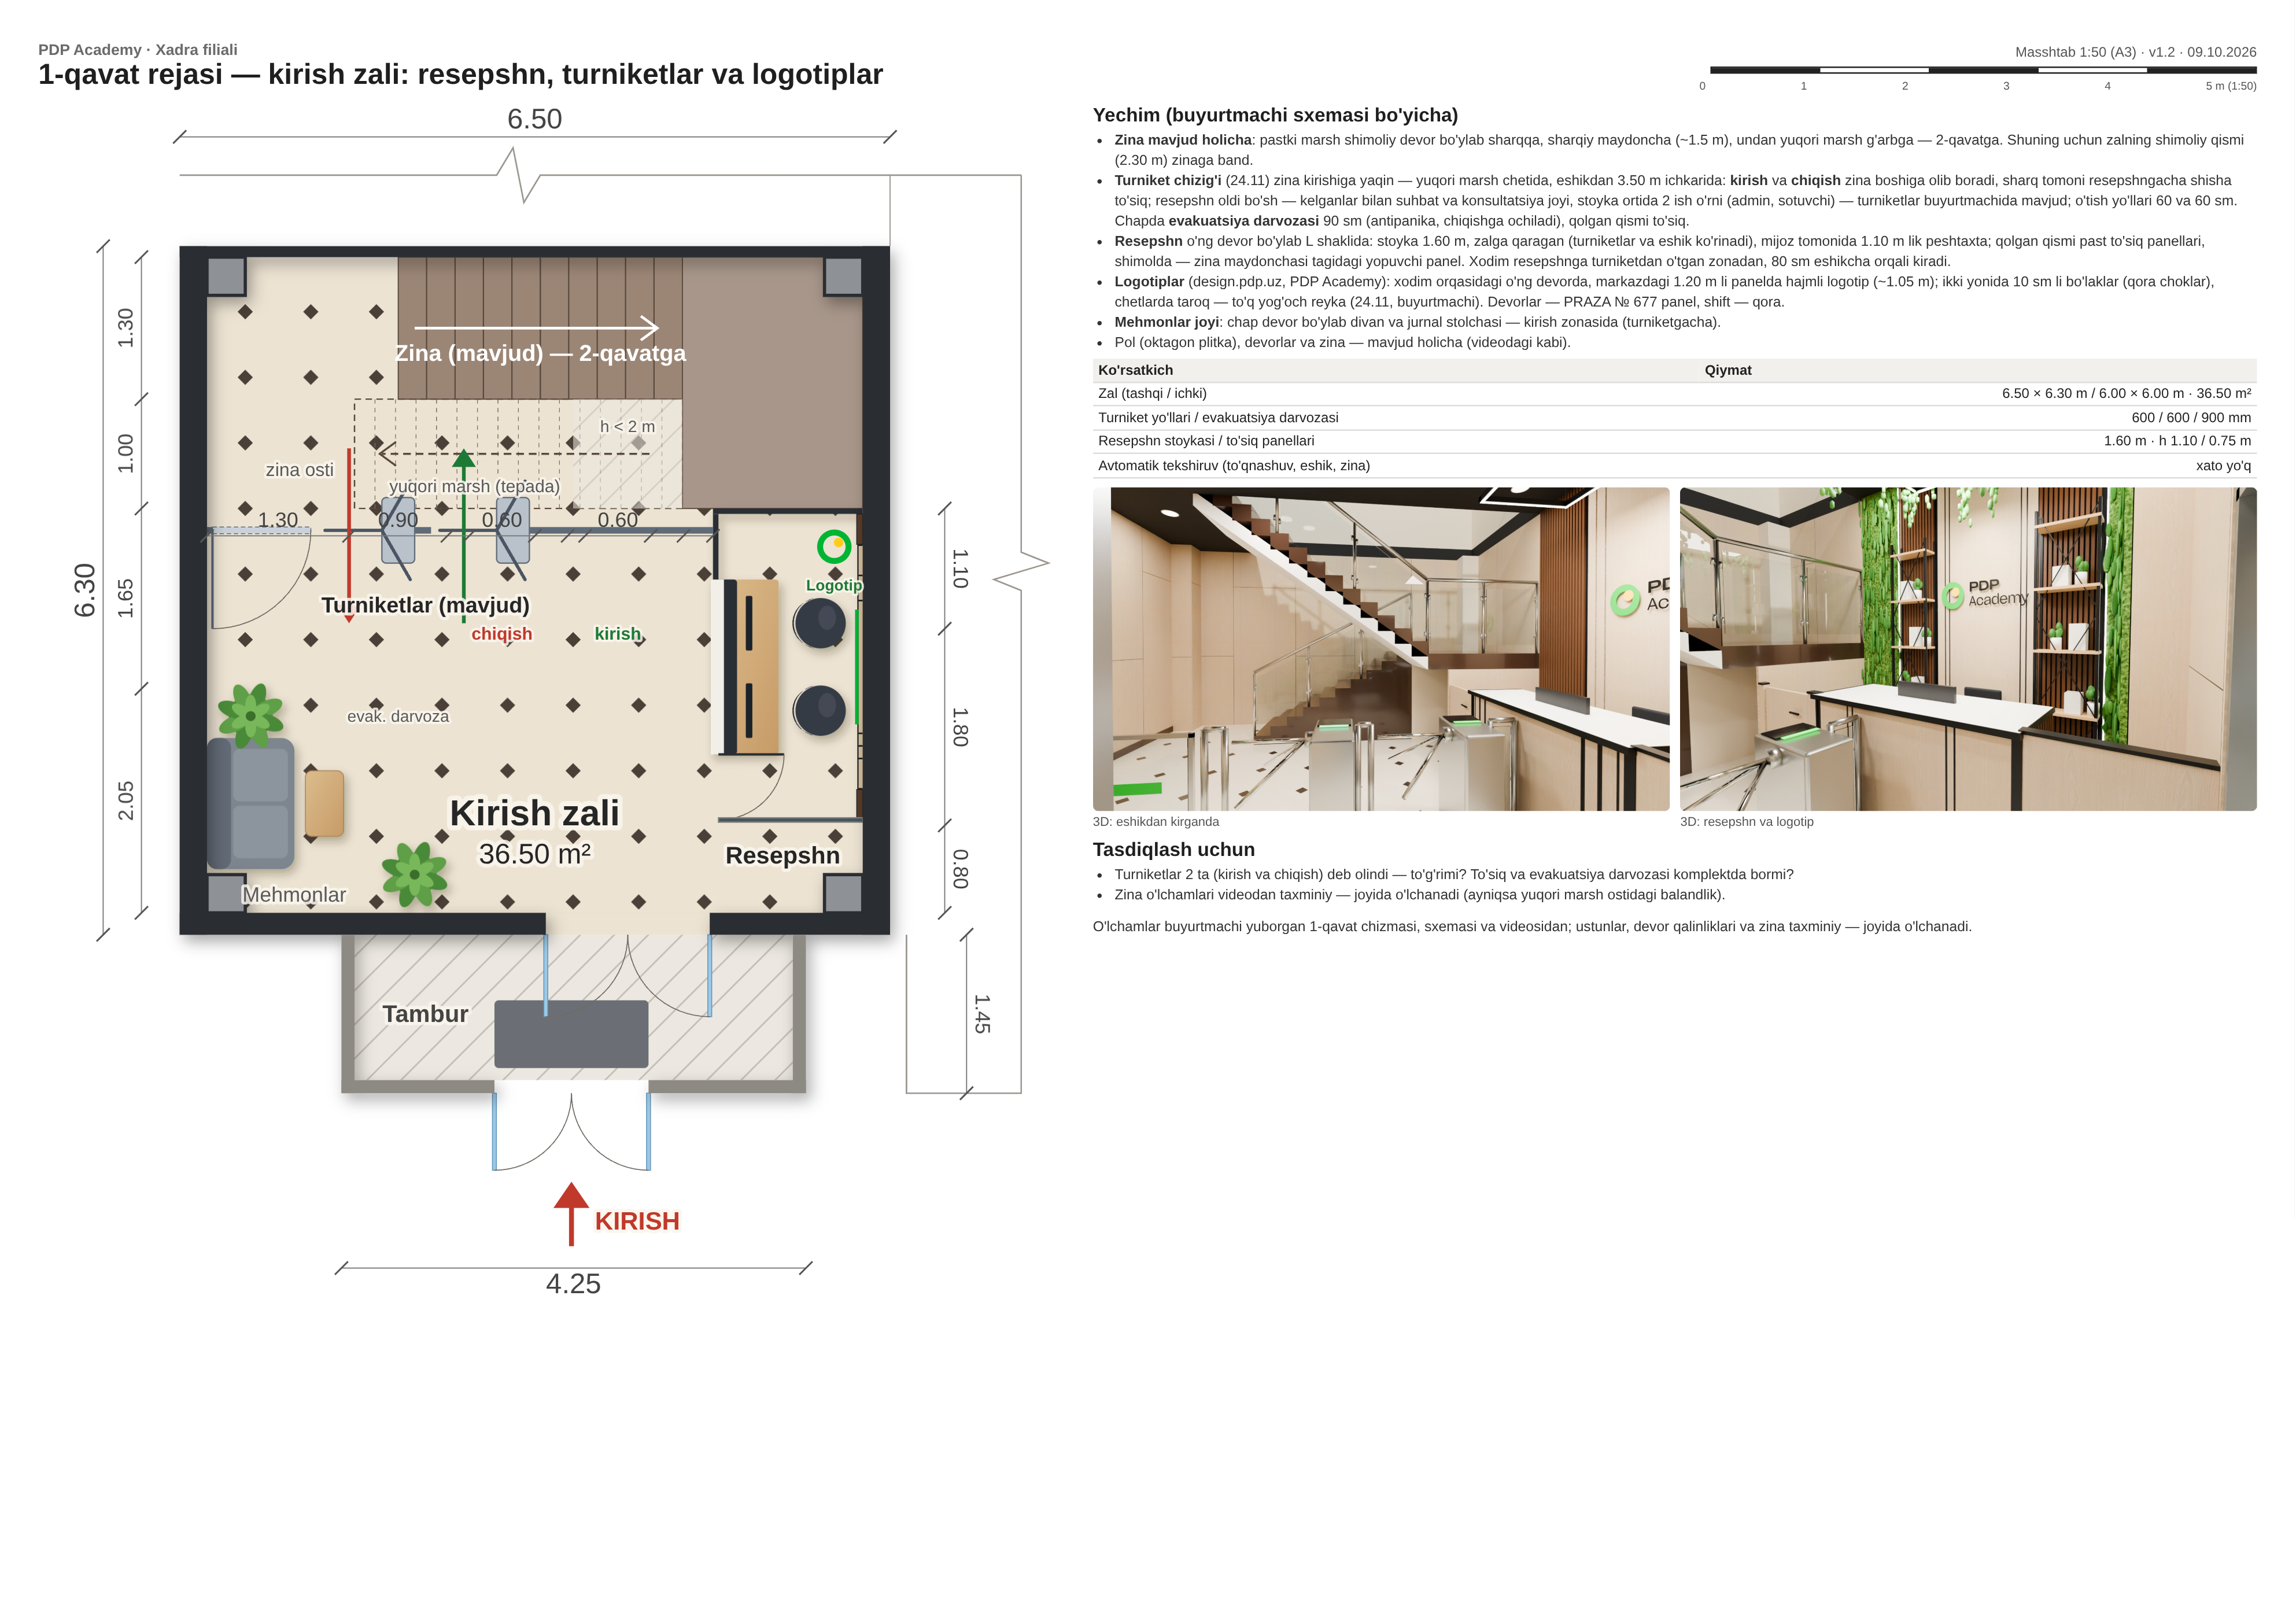 PDP Academy · Xadra filiali
1-qavat rejasi — kirish zali: resepshn, turniketlar va logotiplar
Masshtab 1:50 (A3) · v1.2 · 09.10.2026
0 1 2 3 4 5 m (1:50)
6.50
6.30
1.30
1.00
1.65
2.05
Zina (mavjud) — 2-qavatga
h < 2 m
zina osti
yuqori marsh (tepada)
1.30 0.90 0.60 0.60
Logotip
Turniketlar (mavjud)
chiqish kirish
evak. darvoza
Kirish zali
36.50 m²
Resepshn
Mehmonlar
1.10
1.80
0.80
1.45
Tambur
KIRISH
4.25
Yechim (buyurtmachi sxemasi bo'yicha)
• Zina mavjud holicha: pastki marsh shimoliy devor bo'ylab sharqqa, sharqiy maydoncha (~1.5 m), undan yuqori marsh g'arbga — 2-qavatga. Shuning uchun zalning shimoliy qismi
(2.30 m) zinaga band.
• Turniket chizig'i (24.11) zina kirishiga yaqin — yuqori marsh chetida, eshikdan 3.50 m ichkarida: kirish va chiqish zina boshiga olib boradi, sharq tomoni resepshngacha shisha
to'siq; resepshn oldi bo'sh — kelganlar bilan suhbat va konsultatsiya joyi, stoyka ortida 2 ish o'rni (admin, sotuvchi) — turniketlar buyurtmachida mavjud; o'tish yo'llari 60 va 60 sm.
Chapda evakuatsiya darvozasi 90 sm (antipanika, chiqishga ochiladi), qolgan qismi to'siq.
• Resepshn o'ng devor bo'ylab L shaklida: stoyka 1.60 m, zalga qaragan (turniketlar va eshik ko'rinadi), mijoz tomonida 1.10 m lik peshtaxta; qolgan qismi past to'siq panellari,
shimolda — zina maydonchasi tagidagi yopuvchi panel. Xodim resepshnga turniketdan o'tgan zonadan, 80 sm eshikcha orqali kiradi.
• Logotiplar (design.pdp.uz, PDP Academy): xodim orqasidagi o'ng devorda, markazdagi 1.20 m li panelda hajmli logotip (~1.05 m); ikki yonida 10 sm li bo'laklar (qora choklar),
chetlarda taroq — to'q yog'och reyka (24.11, buyurtmachi). Devorlar — PRAZA № 677 panel, shift — qora.
• Mehmonlar joyi: chap devor bo'ylab divan va jurnal stolchasi — kirish zonasida (turniketgacha).
• Pol (oktagon plitka), devorlar va zina — mavjud holicha (videodagi kabi).
Ko'rsatkich Qiymat
Zal (tashqi / ichki) 6.50 × 6.30 m / 6.00 × 6.00 m · 36.50 m²
Turniket yo'llari / evakuatsiya darvozasi 600 / 600 / 900 mm
Resepshn stoykasi / to'siq panellari 1.60 m · h 1.10 / 0.75 m
Avtomatik tekshiruv (to'qnashuv, eshik, zina) xato yo'q
PD
AC
PDP
Academy
3D: eshikdan kirganda
3D: resepshn va logotip
Tasdiqlash uchun
• Turniketlar 2 ta (kirish va chiqish) deb olindi — to'g'rimi? To'siq va evakuatsiya darvozasi komplektda bormi?
• Zina o'lchamlari videodan taxminiy — joyida o'lchanadi (ayniqsa yuqori marsh ostidagi balandlik).
O'lchamlar buyurtmachi yuborgan 1-qavat chizmasi, sxemasi va videosidan; ustunlar, devor qalinliklari va zina taxminiy — joyida o'lchanadi.